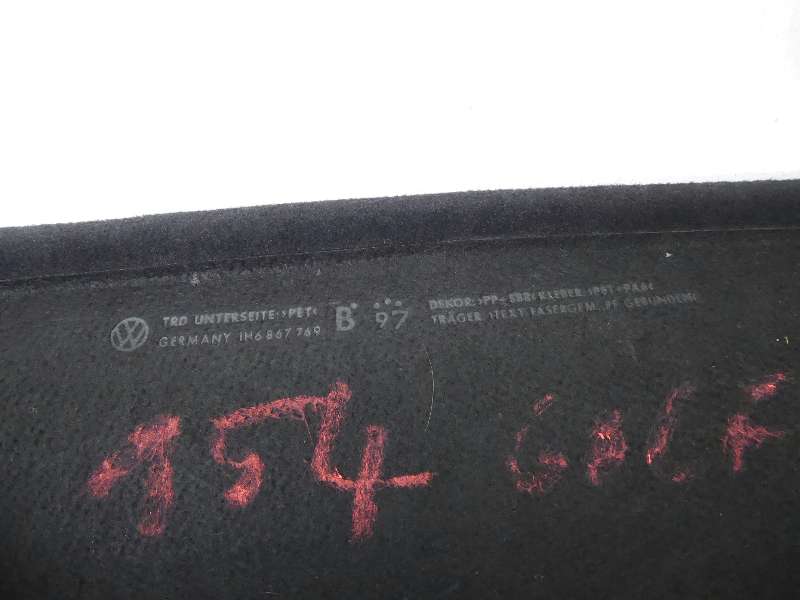 TRD UNTERSEITE: ›PET‹
GERMANY 1H6 867 769
B 97
DEKOR: ›PP+SBR‹ KLEBER: ›PET+PA6‹
TRÄGER: ›TEXT.FASERGEM. PF GEBUNDEN‹
154 GOLF